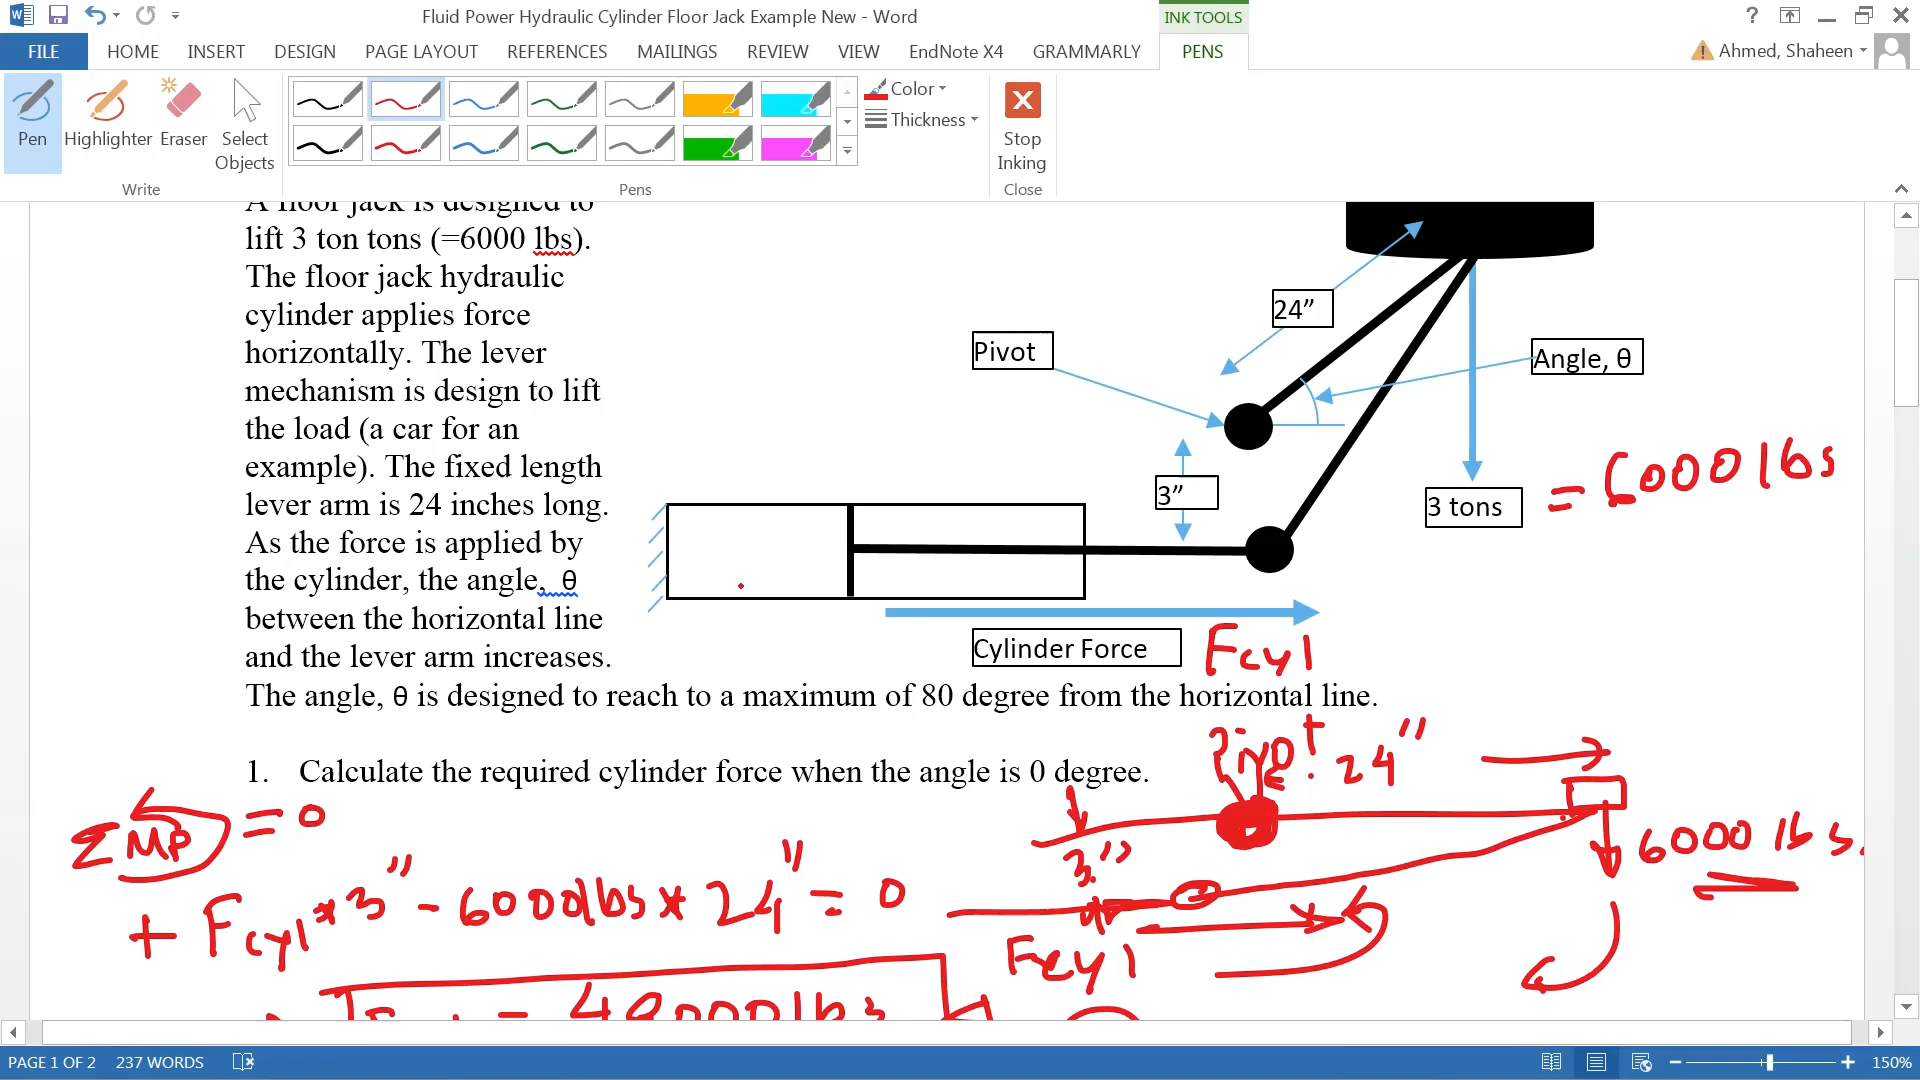 Fluid Power Hydraulic Cylinder Floor Jack Example New - Word
INK TOOLS
?
FILE HOME INSERT DESIGN PAGE LAYOUT REFERENCES MAILINGS REVIEW VIEW EndNote X4 GRAMMARLY PENS
Ahmed, Shaheen
Pen
Highlighter
Eraser
Select Objects
Color
Thickness
Stop Inking
Write
Pens
Close
A floor jack is designed to
lift 3 ton tons (=6000 lbs).
The floor jack hydraulic
cylinder applies force
horizontally. The lever
mechanism is design to lift
the load (a car for an
example). The fixed length
lever arm is 24 inches long.
As the force is applied by
the cylinder, the angle, θ
between the horizontal line
and the lever arm increases.
The angle, θ is designed to reach to a maximum of 80 degree from the horizontal line.
24”
Pivot
Angle, θ
3”
3 tons
= 6000 lbs
Cylinder Force
Fcyl
1. Calculate the required cylinder force when the angle is 0 degree.
Pivot 24"
ΣMp = 0
3"
6000 lbs.
+ Fcyl * 3" - 6000lbs * 24" = 0
Fcyl
= 48000lbs
PAGE 1 OF 2 237 WORDS
150%